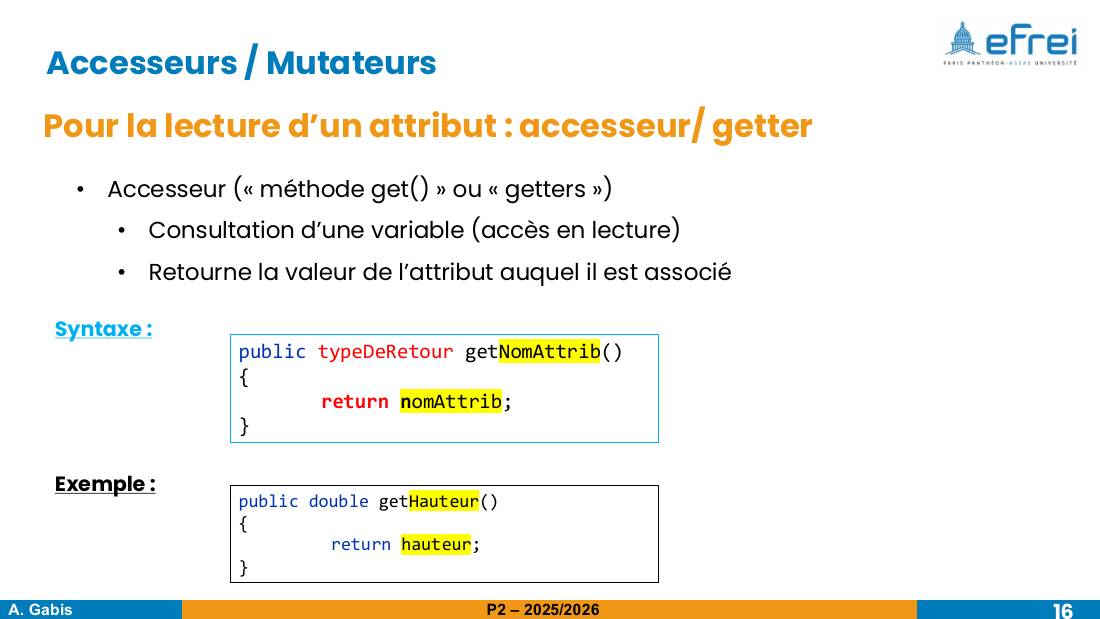 efrei
PARIS PANTHÉON-ASSAS UNIVERSITÉ
Accesseurs / Mutateurs
Pour la lecture d’un attribut : accesseur/ getter
• Accesseur (« méthode get() » ou « getters »)
• Consultation d’une variable (accès en lecture)
• Retourne la valeur de l’attribut auquel il est associé
Syntaxe :
public typeDeRetour getNomAttrib()
{
return nomAttrib;
}
Exemple :
public double getHauteur()
{
return hauteur;
}
A. Gabis
P2 – 2025/2026
16